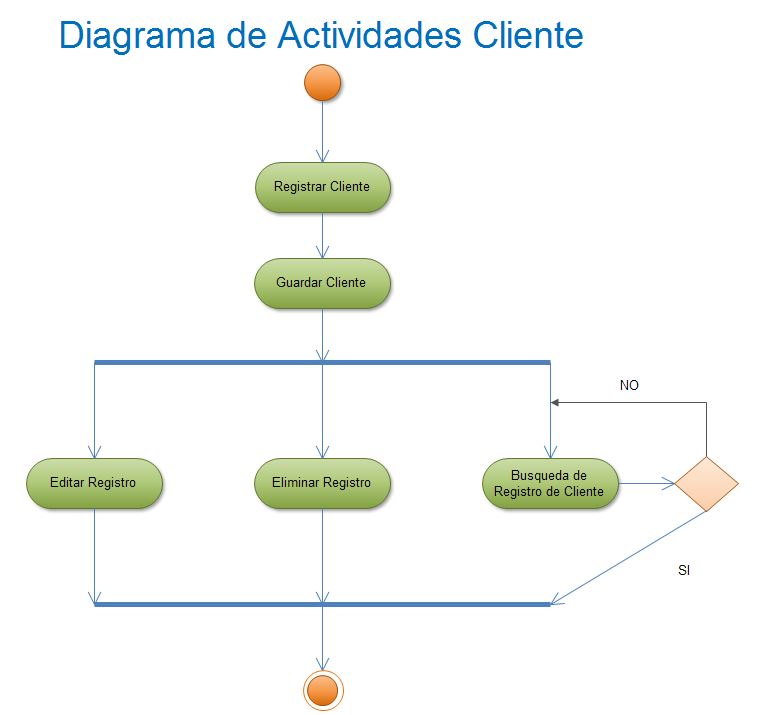 Diagrama de Actividades Cliente
Registrar Cliente
Guardar Cliente
NO
Editar Registro
Eliminar Registro
Busqueda de
Registro de Cliente
SI